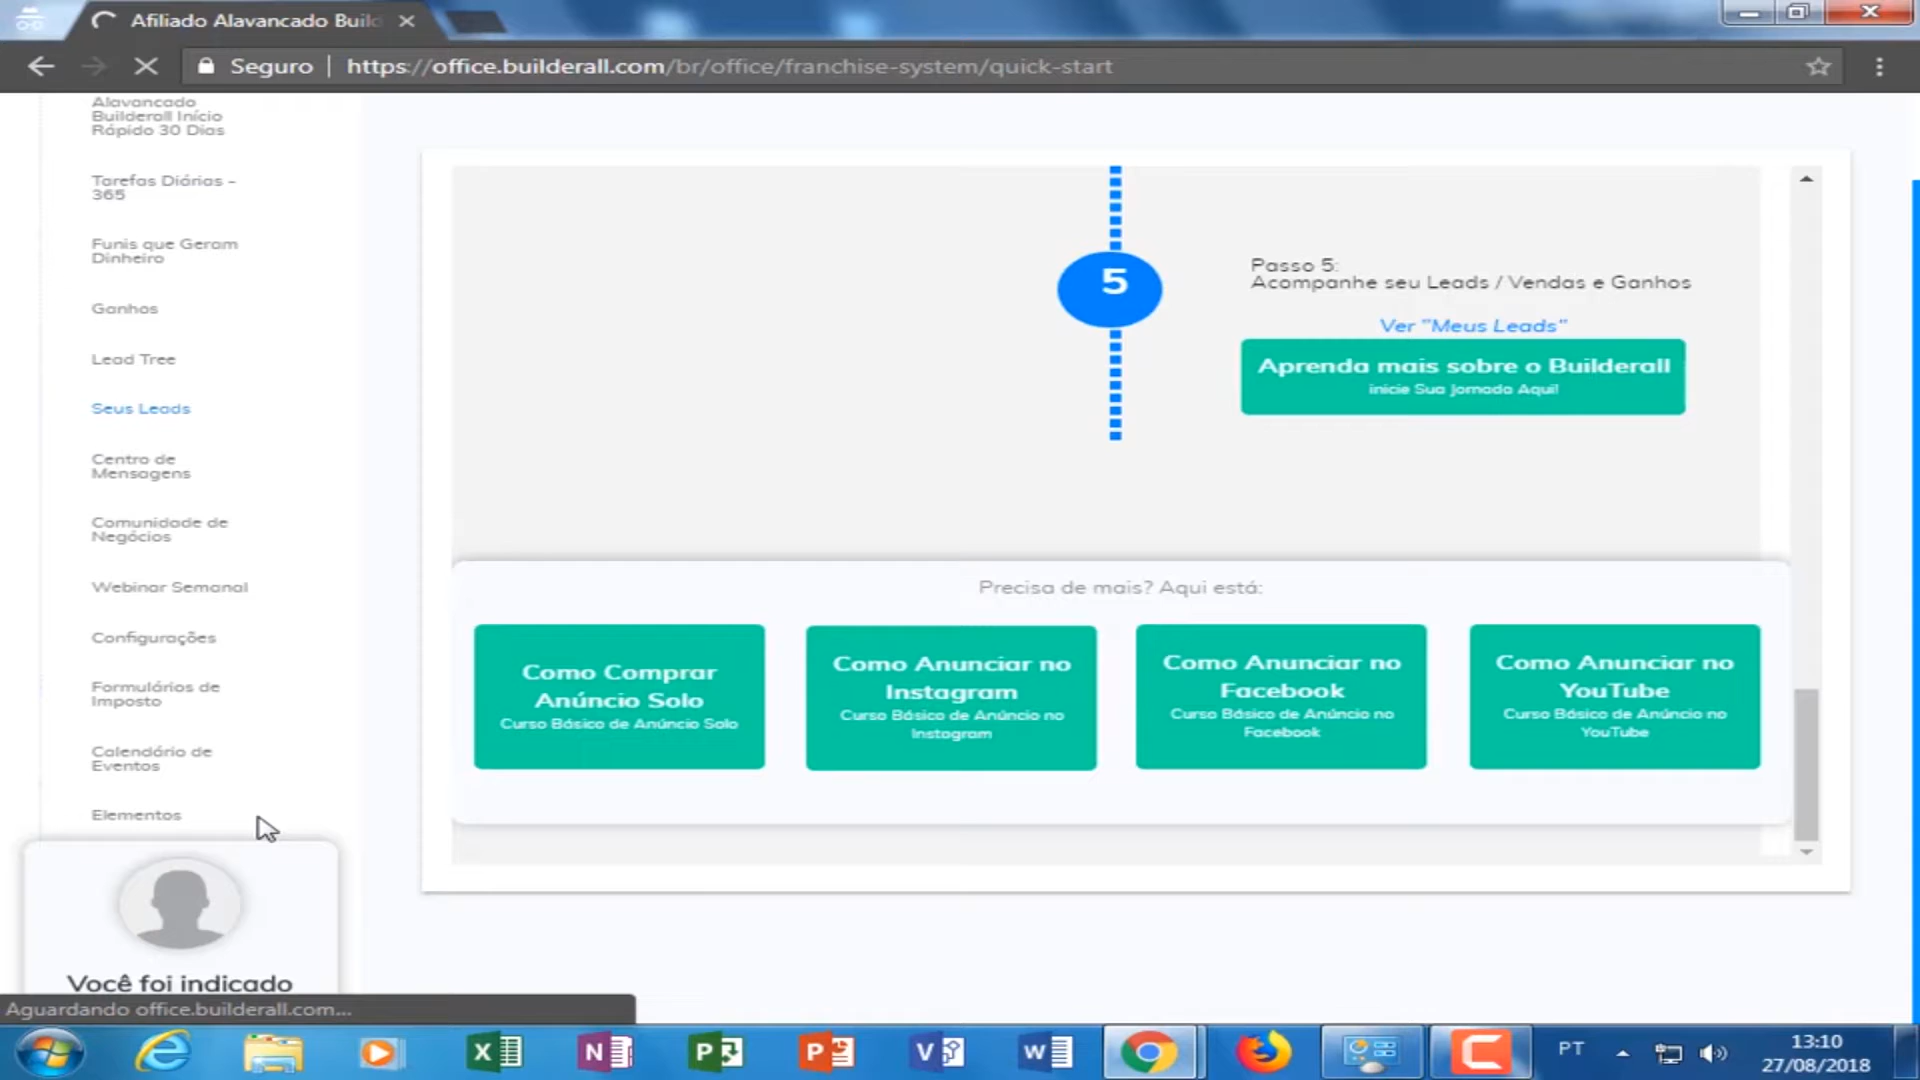 Afiliado Alavancado Build
Seguro | https://office.builderall.com/br/office/franchise-system/quick-start
Alavancado
Builderall Início
Rápido 30 Dias
Tarefas Diárias -
365
Funis que Geram
Dinheiro
Ganhos
Lead Tree
Seus Leads
Centro de
Mensagens
Comunidade de
Negócios
Webinar Semanal
Configurações
Formulários de
Imposto
Calendário de
Eventos
Elementos
Você foi indicado
5
Passo 5:
Acompanhe seu Leads / Vendas e Ganhos
Ver "Meus Leads"
Aprenda mais sobre o Builderall
inicie Sua Jornada Aqui!
Precisa de mais? Aqui está:
Como Comprar
Anúncio Solo
Curso Básico de Anúncio Solo
Como Anunciar no
Instagram
Curso Básico de Anúncio no
Instagram
Como Anunciar no
Facebook
Curso Básico de Anúncio no
Facebook
Como Anunciar no
YouTube
Curso Básico de Anúncio no
YouTube
Aguardando office.builderall.com...
PT
13:10
27/08/2018